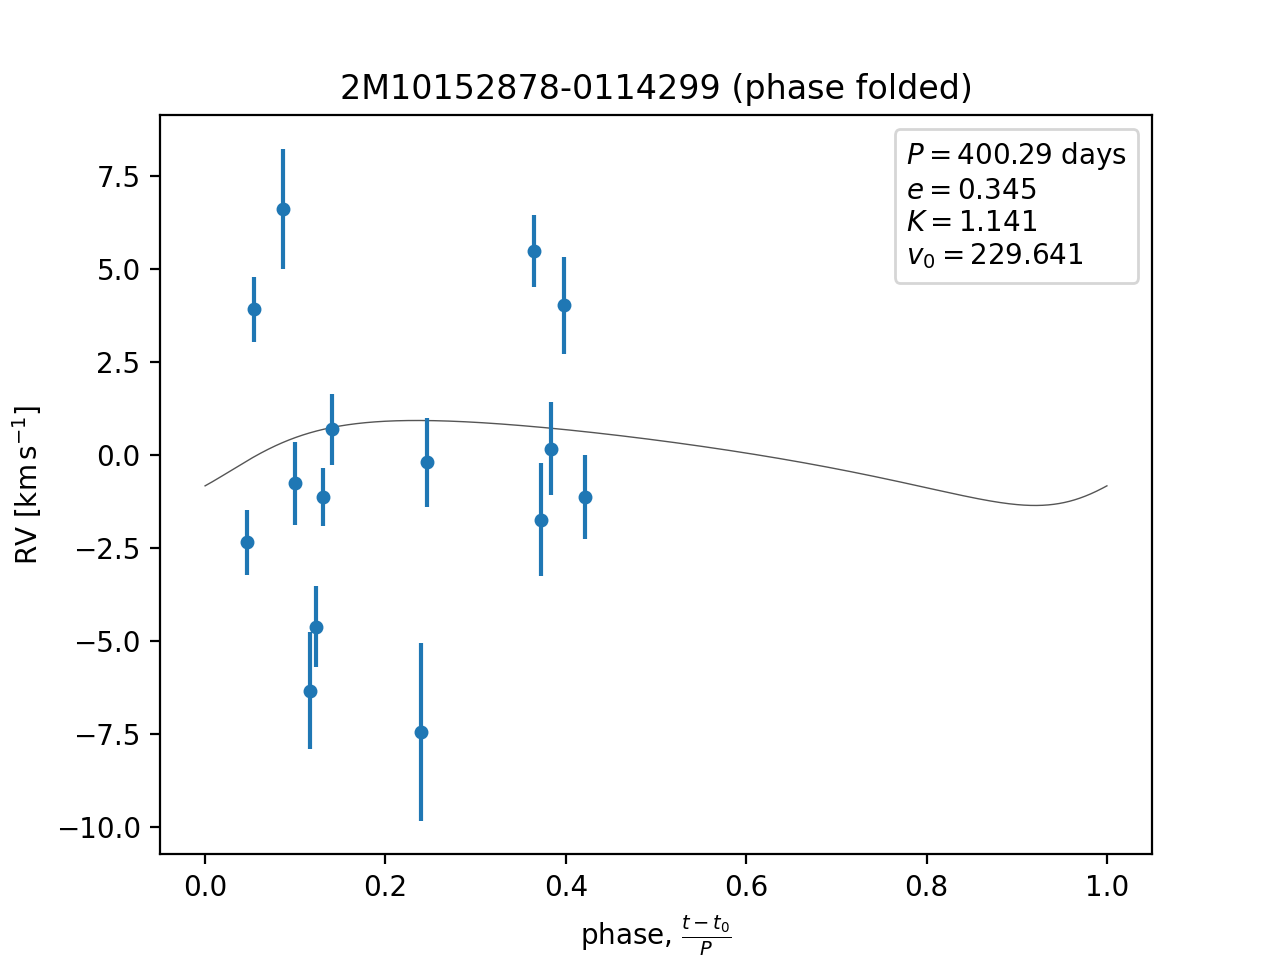 2M10152878-0114299 (phase folded)
P = 400.29 days
e = 0.345
K = 1.141
v₀ = 229.641
RV [km s⁻¹]
7.5
5.0
2.5
0.0
−2.5
−5.0
−7.5
−10.0
0.0 0.2 0.4 0.6 0.8 1.0
phase, (t − t₀)/P